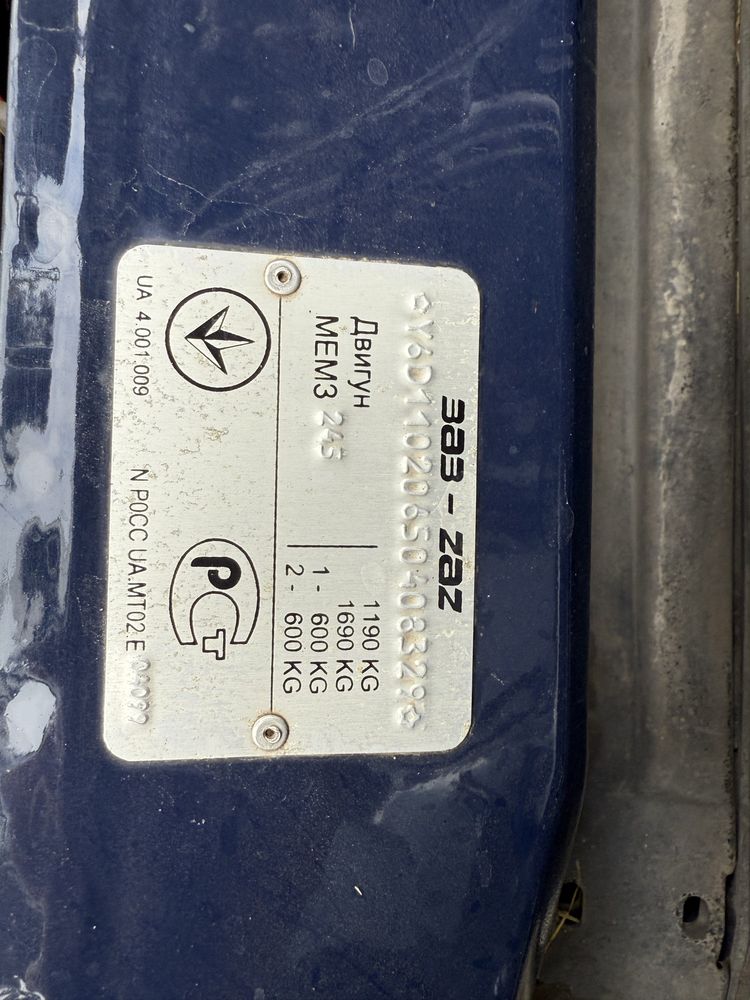 ЗАЗ - ZAZ
☆Y6D11020650408329☆
Двигун
МЕМЗ 245
1190 KG
1690 KG
1 - 600 KG
2 - 600 KG
РСТ
UA 4.001.009
N РОСС UA.МТ02.Е